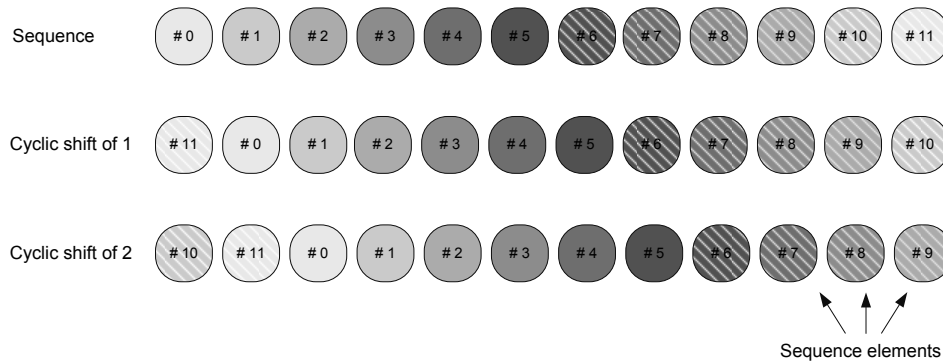 Sequence # 0 # 1 # 2 # 3 # 4 # 5 # 6 # 7 # 8 # 9 # 10 # 11
Cyclic shift of 1 # 11 # 0 # 1 # 2 # 3 # 4 # 5 # 6 # 7 # 8 # 9 # 10
Cyclic shift of 2 # 10 # 11 # 0 # 1 # 2 # 3 # 4 # 5 # 6 # 7 # 8 # 9
Sequence elements